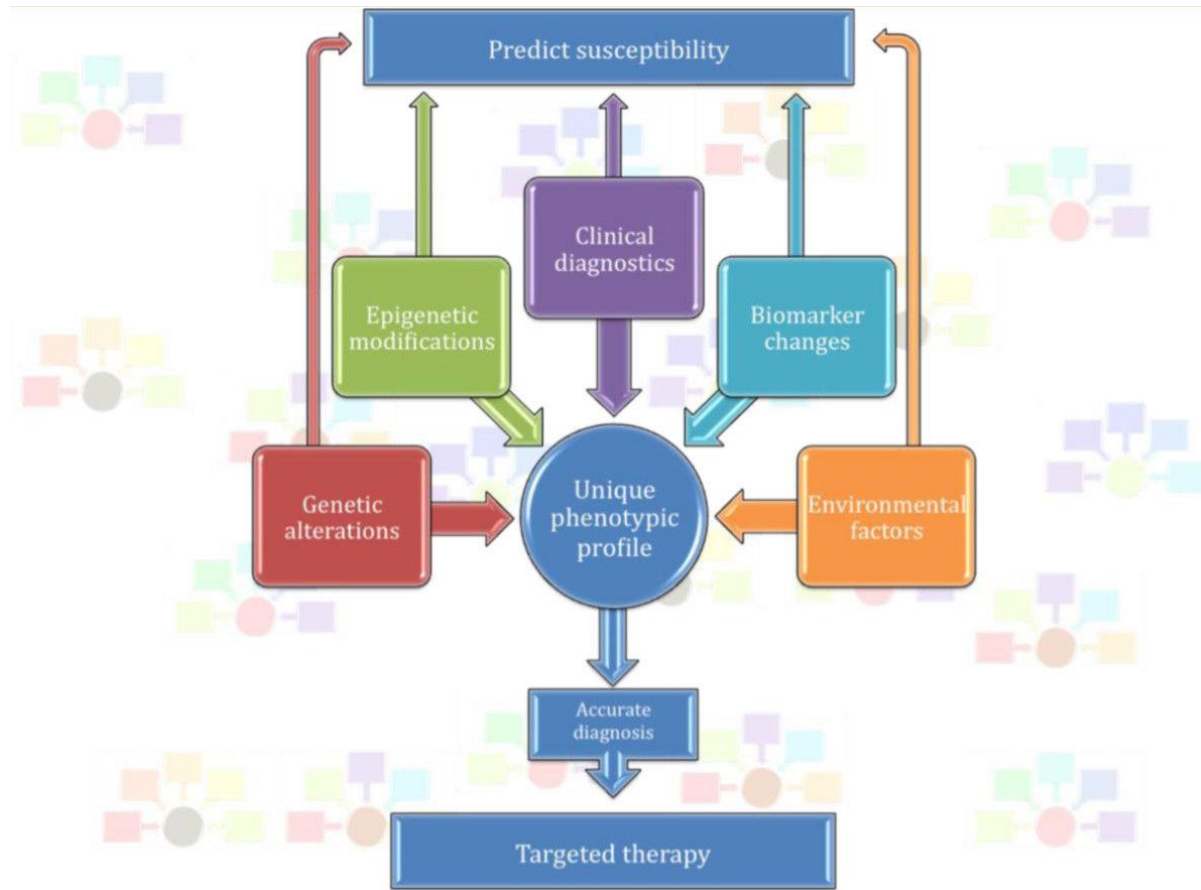 Predict susceptibility
Clinical
diagnostics
Epigenetic
modifications
Biomarker
changes
Genetic
alterations
Unique
phenotypic
profile
Environmental
factors
Accurate
diagnosis
Targeted therapy